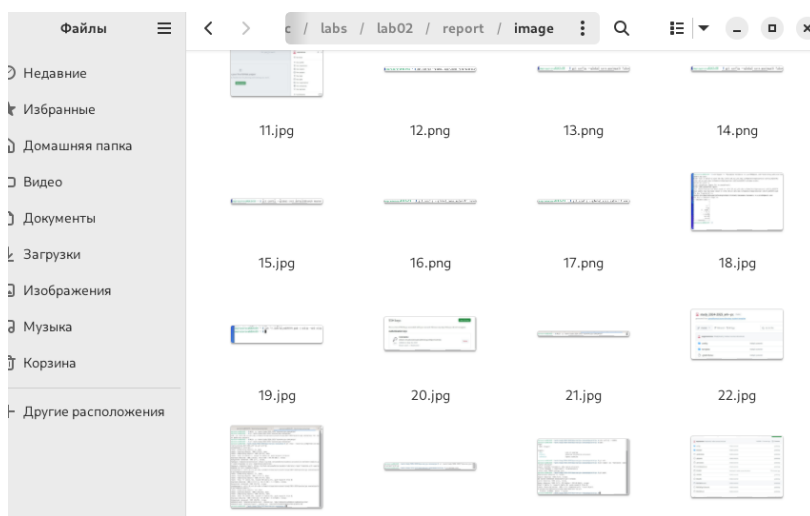 Файлы
c / labs / lab02 / report / image
Недавние
Избранные
Домашняя папка
Видео
Документы
Загрузки
Изображения
Музыка
Корзина
Другие расположения
11.jpg 12.png 13.png 14.png
15.jpg 16.png 17.png 18.jpg
19.jpg 20.jpg 21.jpg 22.jpg